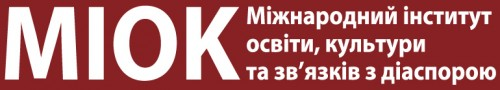 МІОК
Міжнародний інститут
освіти, культури
та зв’язків з діаспорою